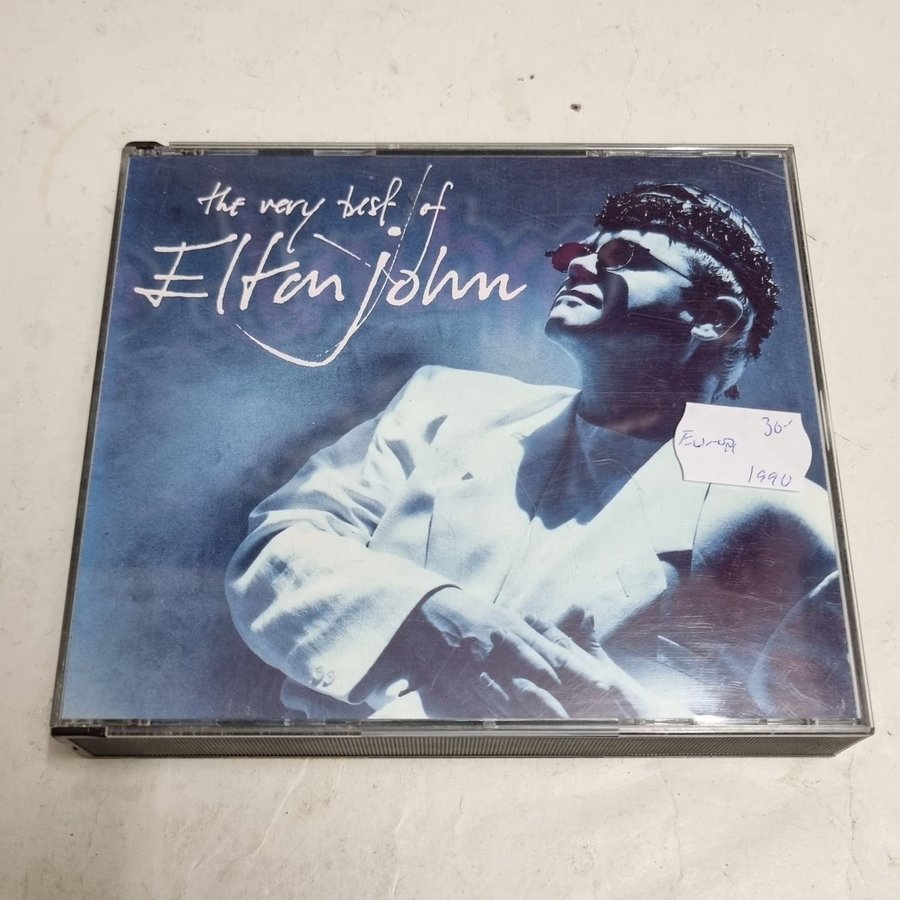 the very best of
Elton john
30:-
Europa
1990